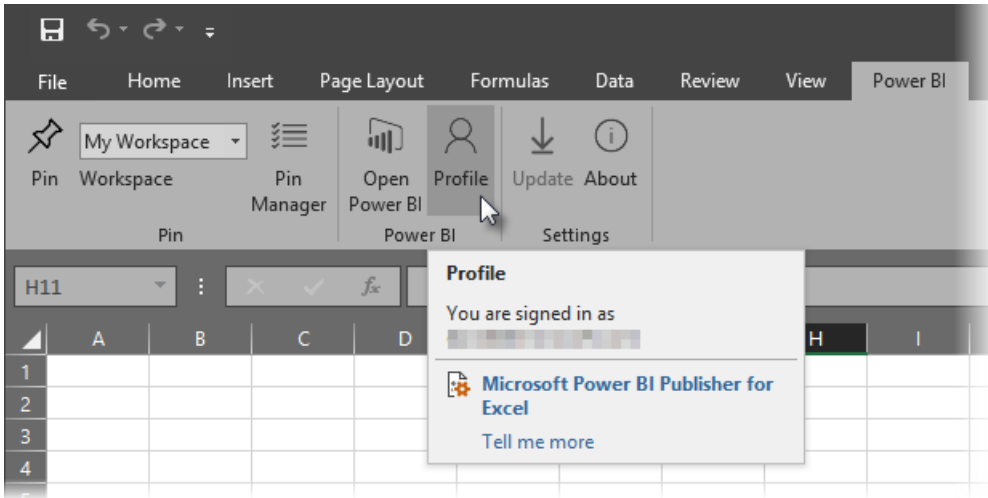 File Home Insert Page Layout Formulas Data Review View Power BI
My Workspace
Pin Workspace Pin Manager Open Power BI Profile Update About
Pin Power BI Settings
H11 fx
Profile
You are signed in as
A B C D H I
1
2
Microsoft Power BI Publisher for
Excel
3
Tell me more
4